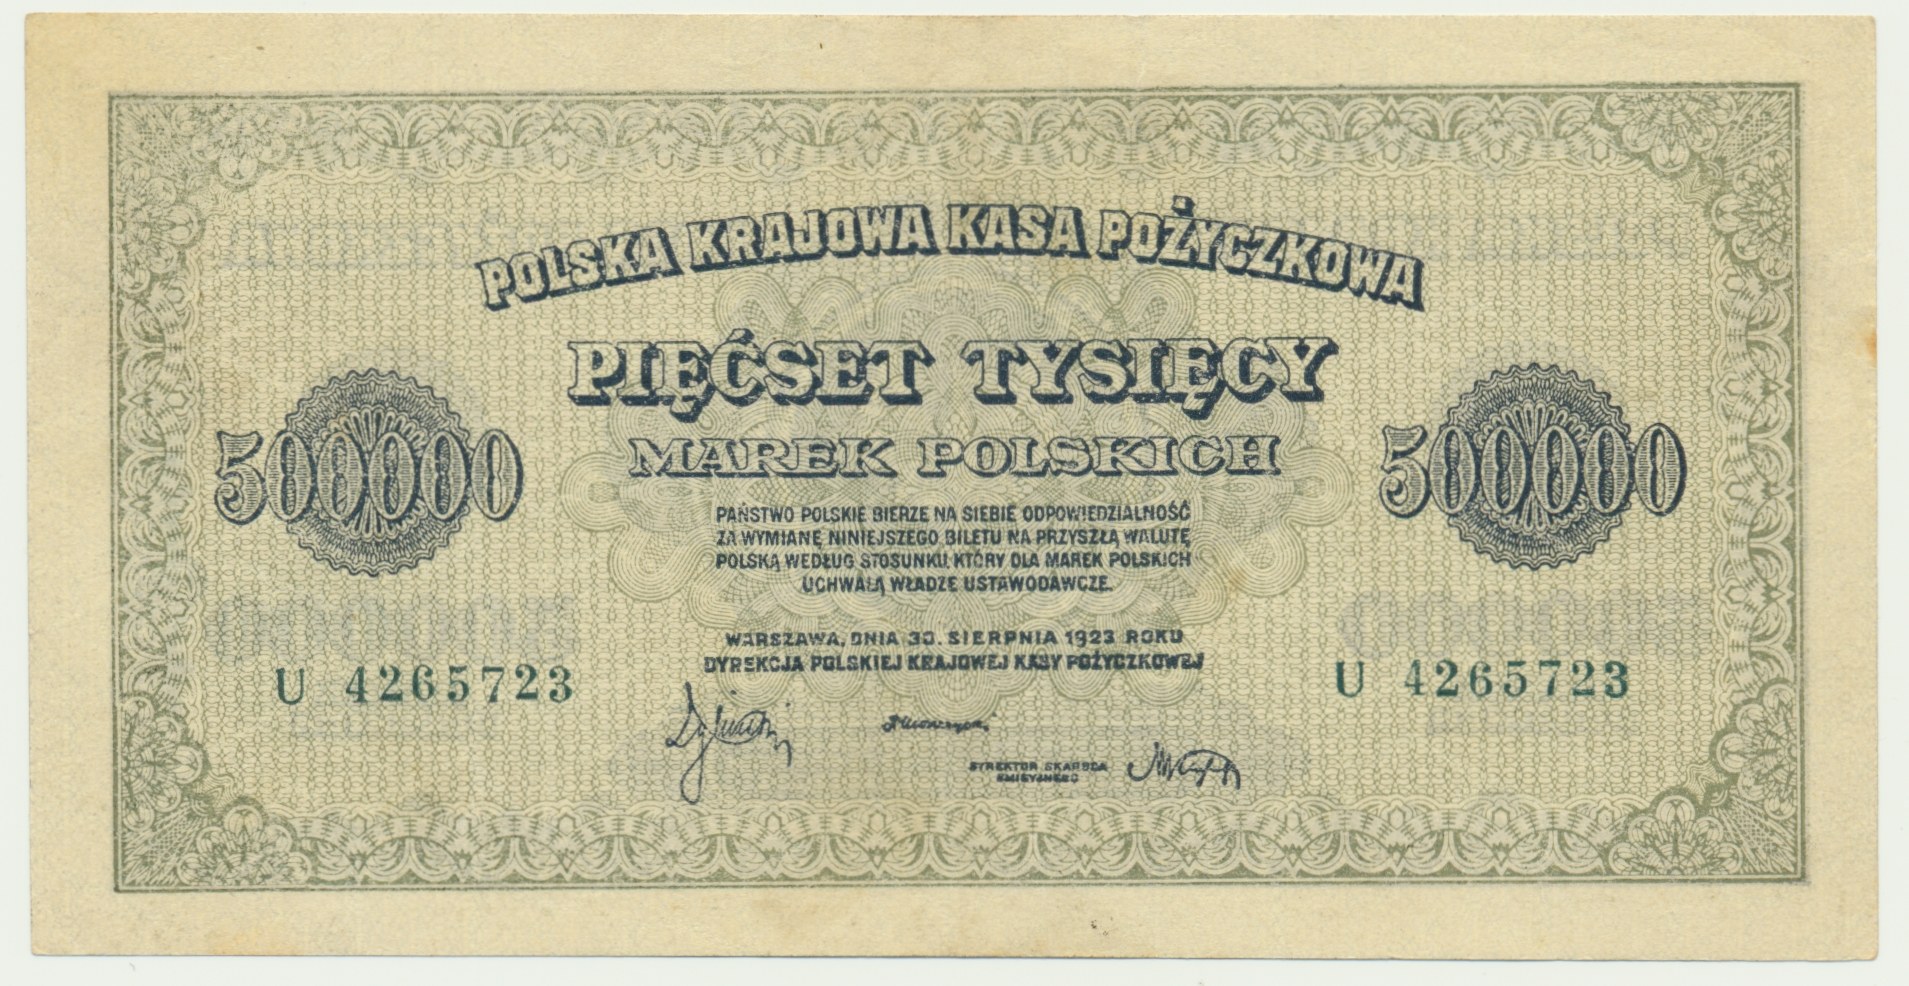 POLSKA KRAJOWA KASA POŻYCZKOWA
PIĘĆSET TYSIĘCY
MAREK POLSKICH
500000
500000
PAŃSTWO POLSKIE BIERZE NA SIEBIE ODPOWIEDZIALNOŚĆ
ZA WYMIANĘ NINIEJSZEGO BILETU NA PRZYSZŁĄ WALUTĘ
POLSKĄ WEDŁUG STOSUNKU, KTÓRY DLA MAREK POLSKICH
UCHWALĄ WŁADZE USTAWODAWCZE.
WARSZAWA, DNIA 30. SIERPNIA 1923 ROKU
DYREKCJA POLSKIEJ KRAJOWEJ KASY POŻYCZKOWEJ
U 4265723
U 4265723
DYREKTOR SKARBCA
EMISYJNEGO